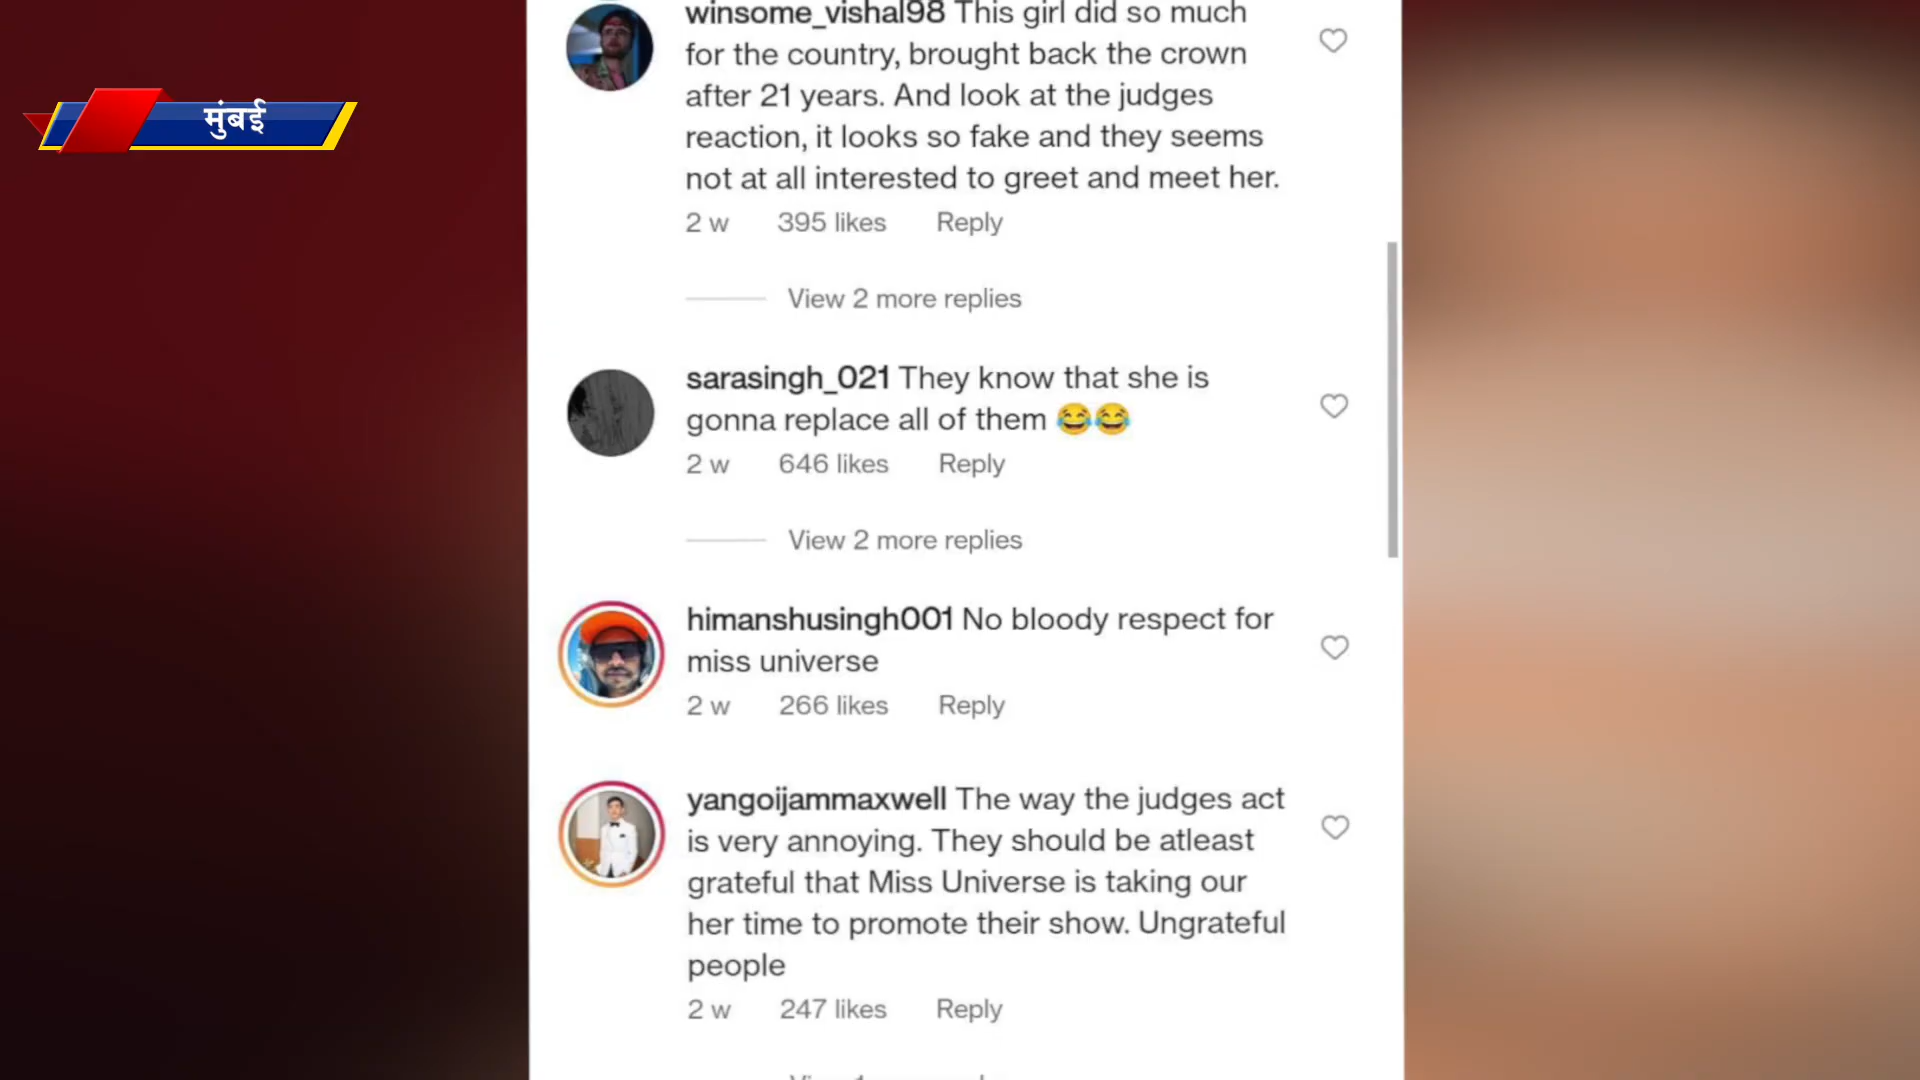 मुंबई
winsome_vishal98 This girl did so much
for the country, brought back the crown
after 21 years. And look at the judges
reaction, it looks so fake and they seems
not at all interested to greet and meet her.
2 w 395 likes Reply
View 2 more replies
sarasingh_021 They know that she is
gonna replace all of them 😂😂
2 w 646 likes Reply
View 2 more replies
himanshusingh001 No bloody respect for
miss universe
2 w 266 likes Reply
yangoijammaxwell The way the judges act
is very annoying. They should be atleast
grateful that Miss Universe is taking our
her time to promote their show. Ungrateful
people
2 w 247 likes Reply